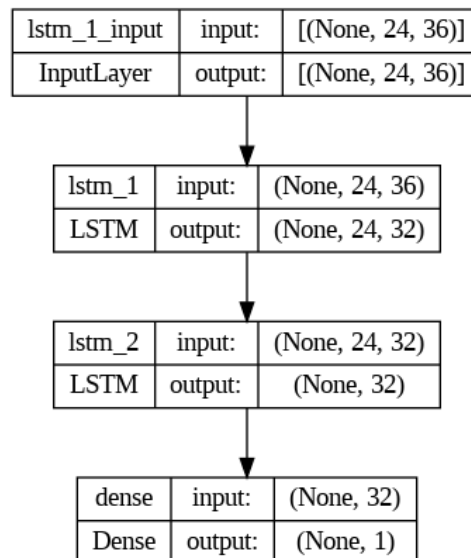 lstm_1_input input: [(None, 24, 36)]
InputLayer output: [(None, 24, 36)]
lstm_1 input: (None, 24, 36)
LSTM output: (None, 24, 32)
lstm_2 input: (None, 24, 32)
LSTM output: (None, 32)
dense input: (None, 32)
Dense output: (None, 1)